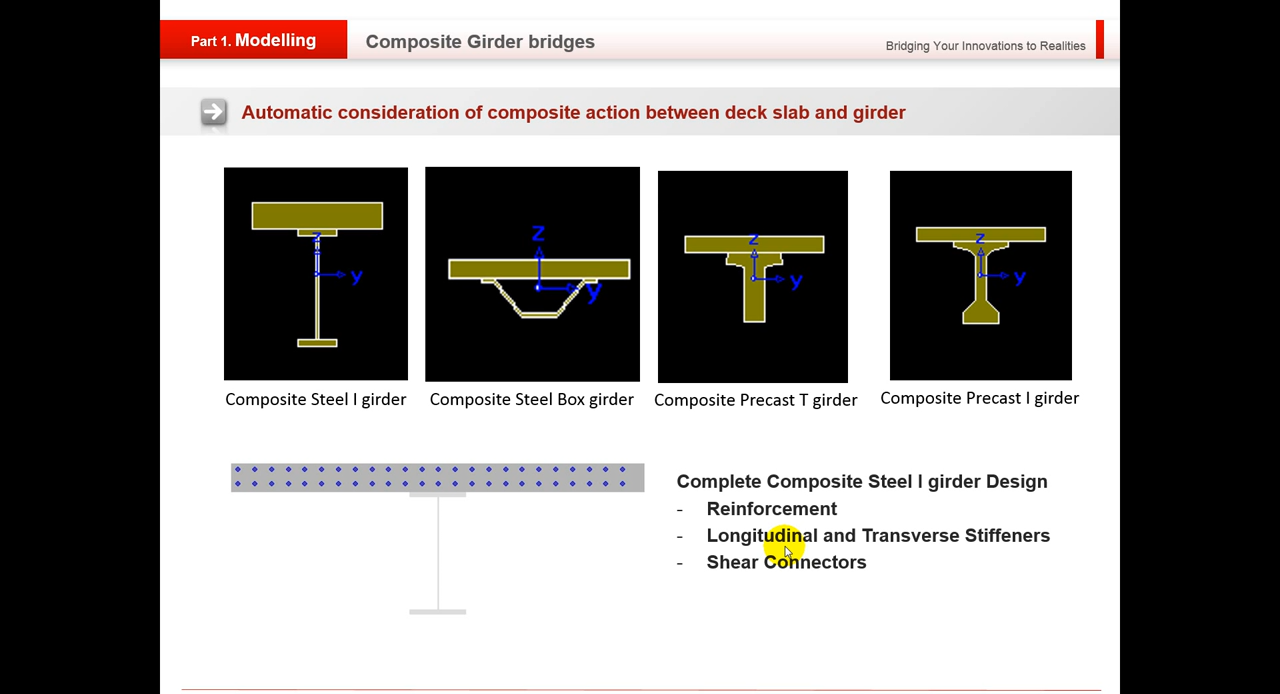 Part 1. Modelling
Composite Girder bridges
Bridging Your Innovations to Realities
Automatic consideration of composite action between deck slab and girder
z
y
z
y
z
y
z
y
Composite Steel I girder
Composite Steel Box girder
Composite Precast T girder
Composite Precast I girder
Complete Composite Steel I girder Design
- Reinforcement
- Longitudinal and Transverse Stiffeners
- Shear Connectors